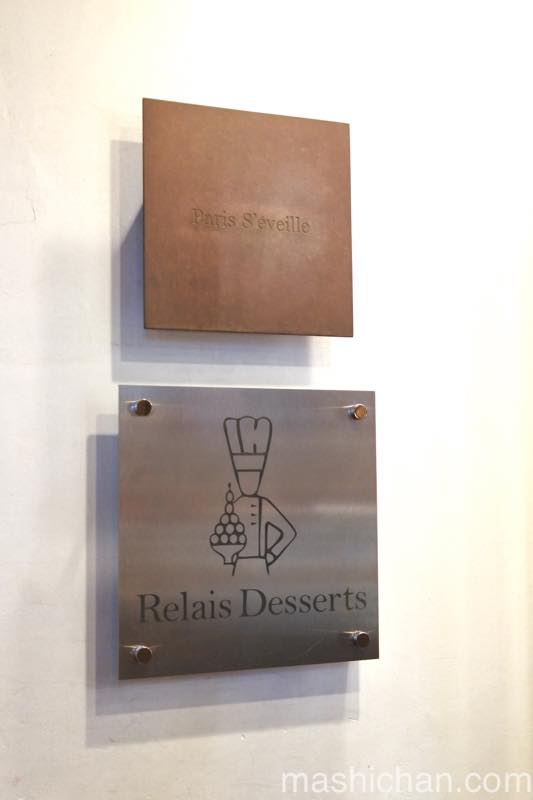 Paris S'éveille
Relais Desserts
mashichan.com